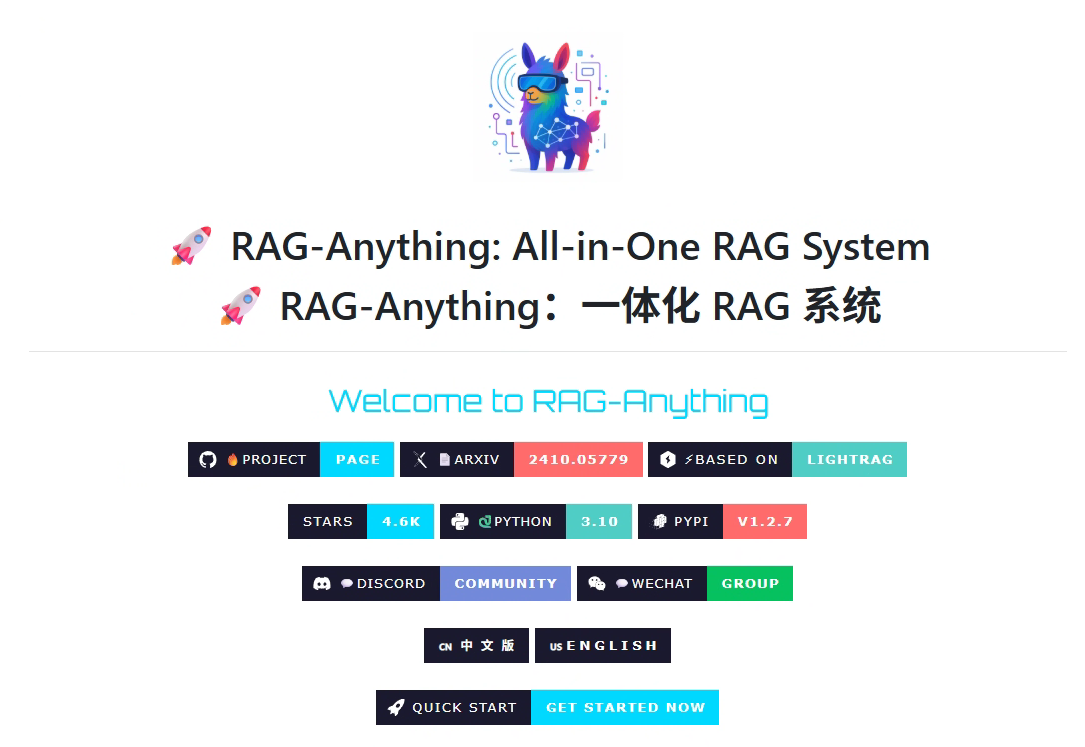 🚀 RAG-Anything: All-in-One RAG System
🚀 RAG-Anything：一体化 RAG 系统
Welcome to RAG-Anything
🔥PROJECT PAGE 📄ARXIV 2410.05779 ⚡BASED ON LIGHTRAG
STARS 4.6K 🐍PYTHON 3.10 PYPI V1.2.7
💬DISCORD COMMUNITY 💬WECHAT GROUP
CN 中文版 US ENGLISH
QUICK START GET STARTED NOW